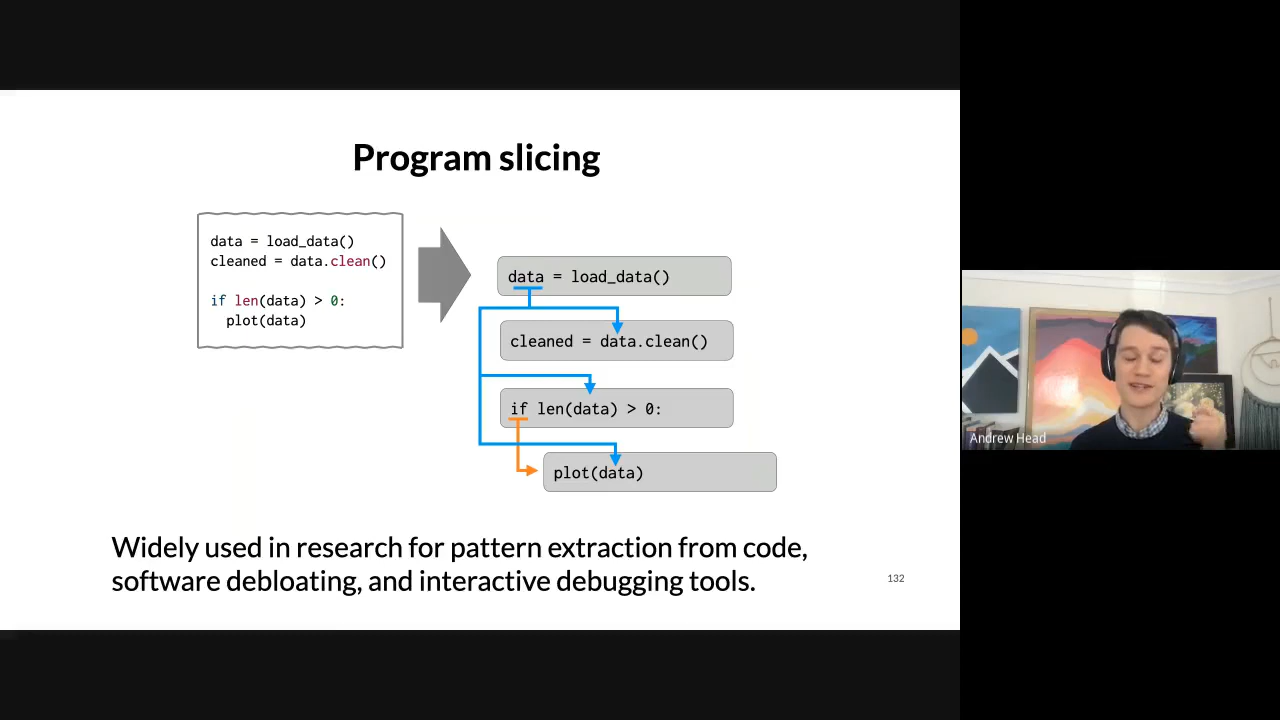 Program slicing
data = load_data()
cleaned = data.clean()
if len(data) > 0:
plot(data)
data = load_data()
cleaned = data.clean()
if len(data) > 0:
plot(data)
Widely used in research for pattern extraction from code,
software debloating, and interactive debugging tools.
132
Andrew Head